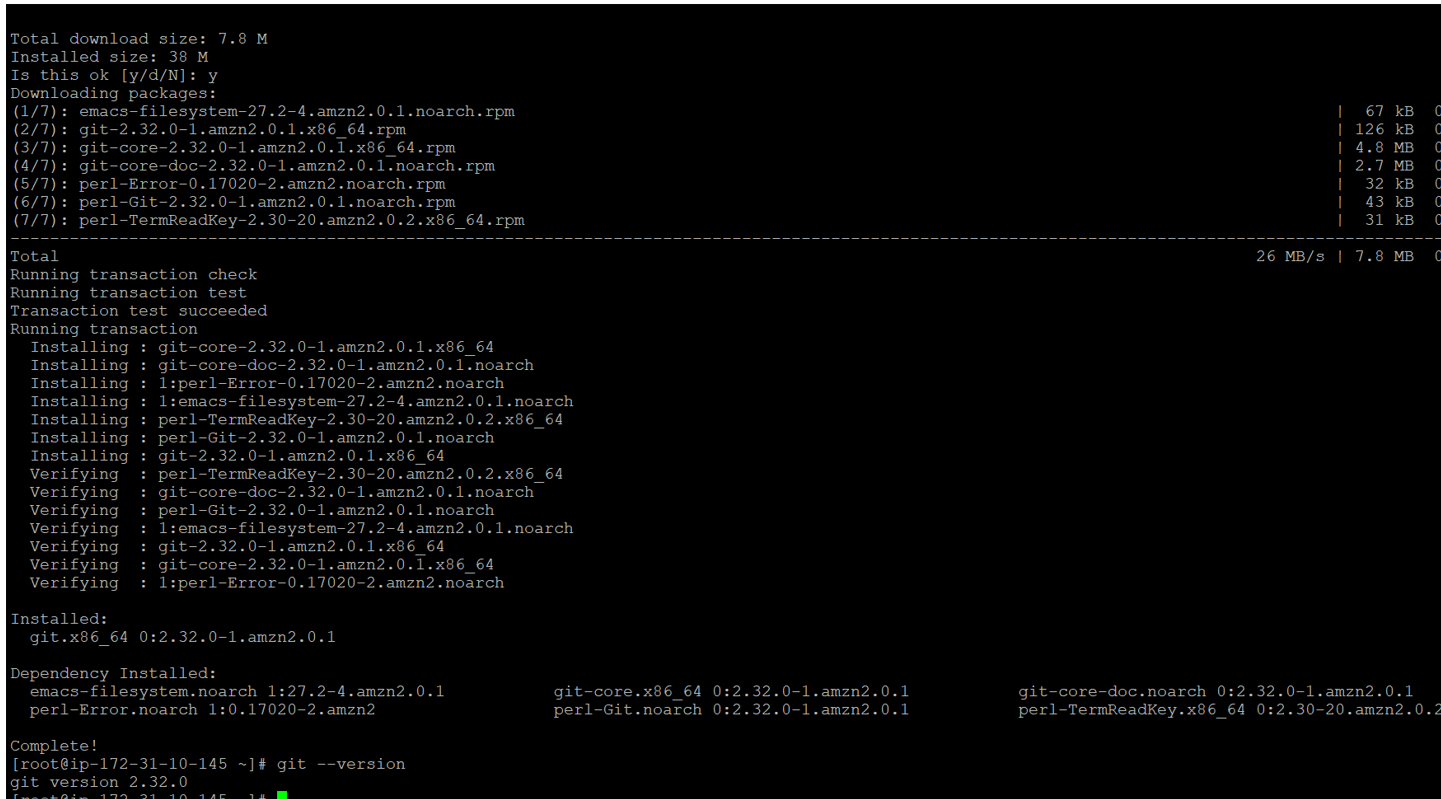 Total download size: 7.8 M
Installed size: 38 M
Is this ok [y/d/N]: y
Downloading packages:
(1/7): emacs-filesystem-27.2-4.amzn2.0.1.noarch.rpm | 67 kB 0
(2/7): git-2.32.0-1.amzn2.0.1.x86_64.rpm | 126 kB 0
(3/7): git-core-2.32.0-1.amzn2.0.1.x86_64.rpm | 4.8 MB 0
(4/7): git-core-doc-2.32.0-1.amzn2.0.1.noarch.rpm | 2.7 MB 0
(5/7): perl-Error-0.17020-2.amzn2.noarch.rpm | 32 kB 0
(6/7): perl-Git-2.32.0-1.amzn2.0.1.noarch.rpm | 43 kB 0
(7/7): perl-TermReadKey-2.30-20.amzn2.0.2.x86_64.rpm | 31 kB 0
--------------------------------------------------------------------------------
Total 26 MB/s | 7.8 MB 0
Running transaction check
Running transaction test
Transaction test succeeded
Running transaction
  Installing : git-core-2.32.0-1.amzn2.0.1.x86_64
  Installing : git-core-doc-2.32.0-1.amzn2.0.1.noarch
  Installing : 1:perl-Error-0.17020-2.amzn2.noarch
  Installing : 1:emacs-filesystem-27.2-4.amzn2.0.1.noarch
  Installing : perl-TermReadKey-2.30-20.amzn2.0.2.x86_64
  Installing : perl-Git-2.32.0-1.amzn2.0.1.noarch
  Installing : git-2.32.0-1.amzn2.0.1.x86_64
  Verifying  : perl-TermReadKey-2.30-20.amzn2.0.2.x86_64
  Verifying  : git-core-doc-2.32.0-1.amzn2.0.1.noarch
  Verifying  : perl-Git-2.32.0-1.amzn2.0.1.noarch
  Verifying  : 1:emacs-filesystem-27.2-4.amzn2.0.1.noarch
  Verifying  : git-2.32.0-1.amzn2.0.1.x86_64
  Verifying  : git-core-2.32.0-1.amzn2.0.1.x86_64
  Verifying  : 1:perl-Error-0.17020-2.amzn2.noarch
Installed:
  git.x86_64 0:2.32.0-1.amzn2.0.1
Dependency Installed:
  emacs-filesystem.noarch 1:27.2-4.amzn2.0.1 git-core.x86_64 0:2.32.0-1.amzn2.0.1 git-core-doc.noarch 0:2.32.0-1.amzn2.0.1
  perl-Error.noarch 1:0.17020-2.amzn2 perl-Git.noarch 0:2.32.0-1.amzn2.0.1 perl-TermReadKey.x86_64 0:2.30-20.amzn2.0.2
Complete!
[root@ip-172-31-10-145 ~]# git --version
git version 2.32.0
[root@ip-172-31-10-145 ~]#